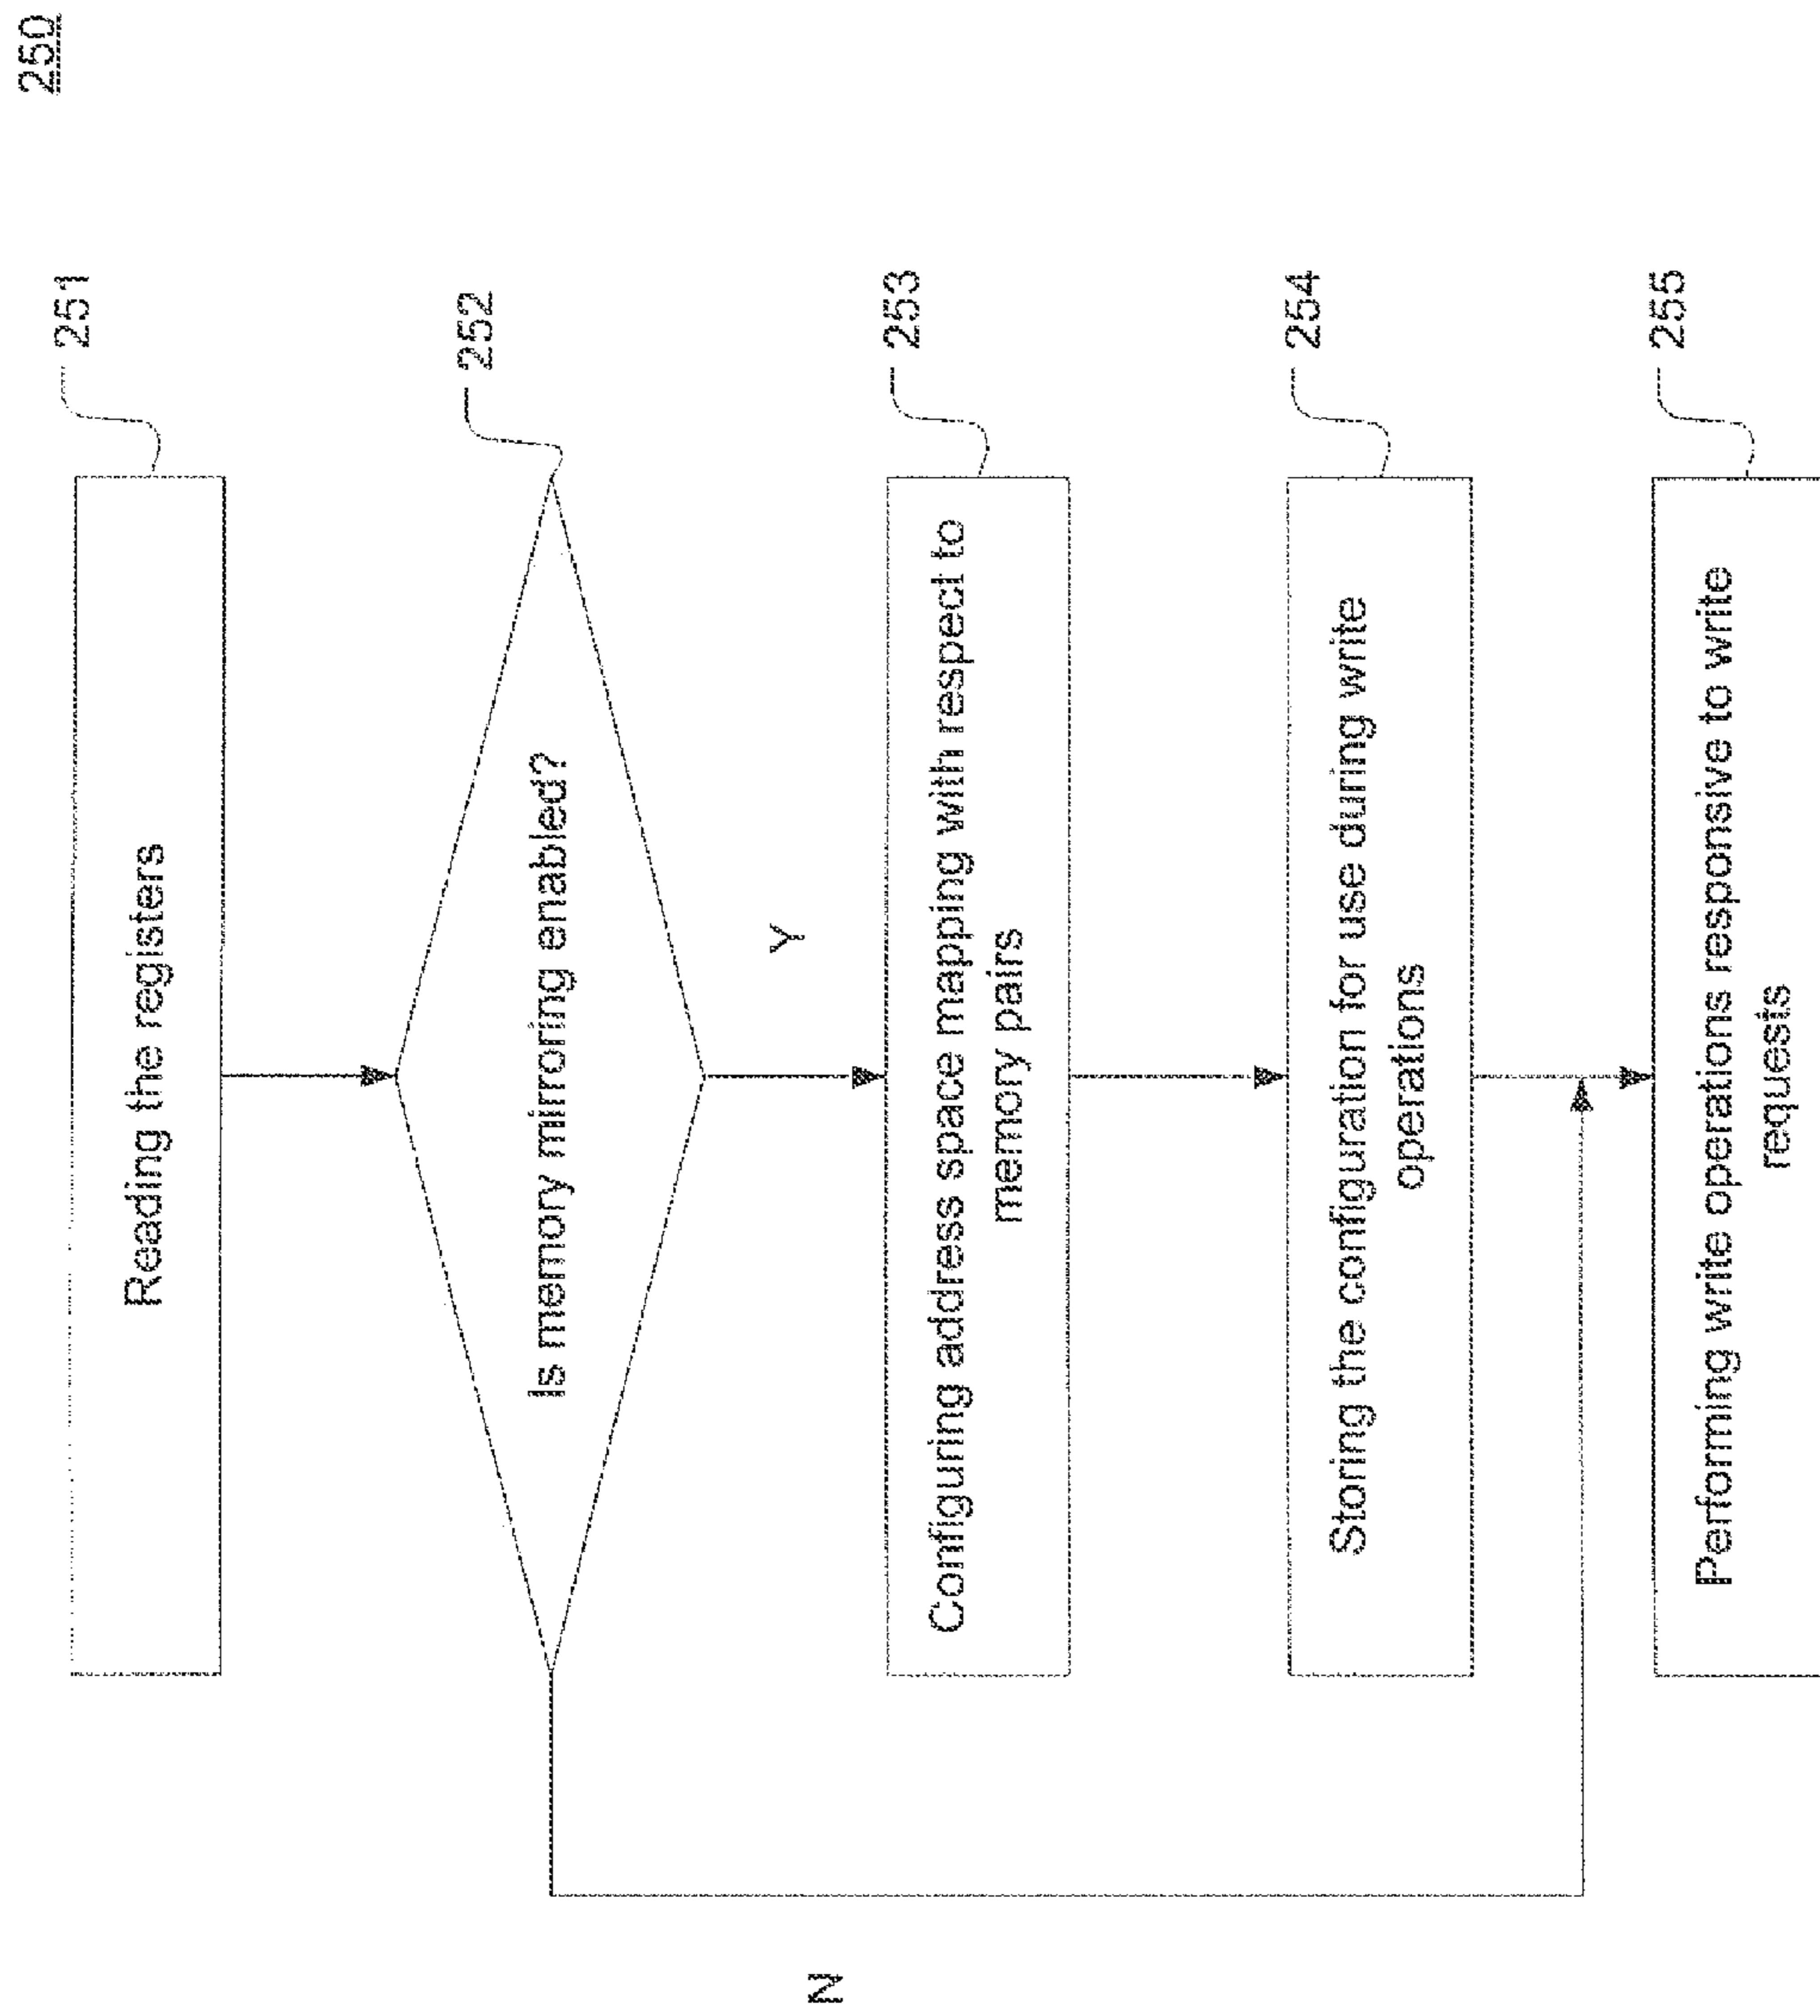 250
251
Reading the registers
252
Is memory mirroring enabled?
Y
253
Configuring address space mapping with respect to
memory pairs
254
Storing the configuration for use during write
operations
N
255
Performing write operations responsive to write
requests